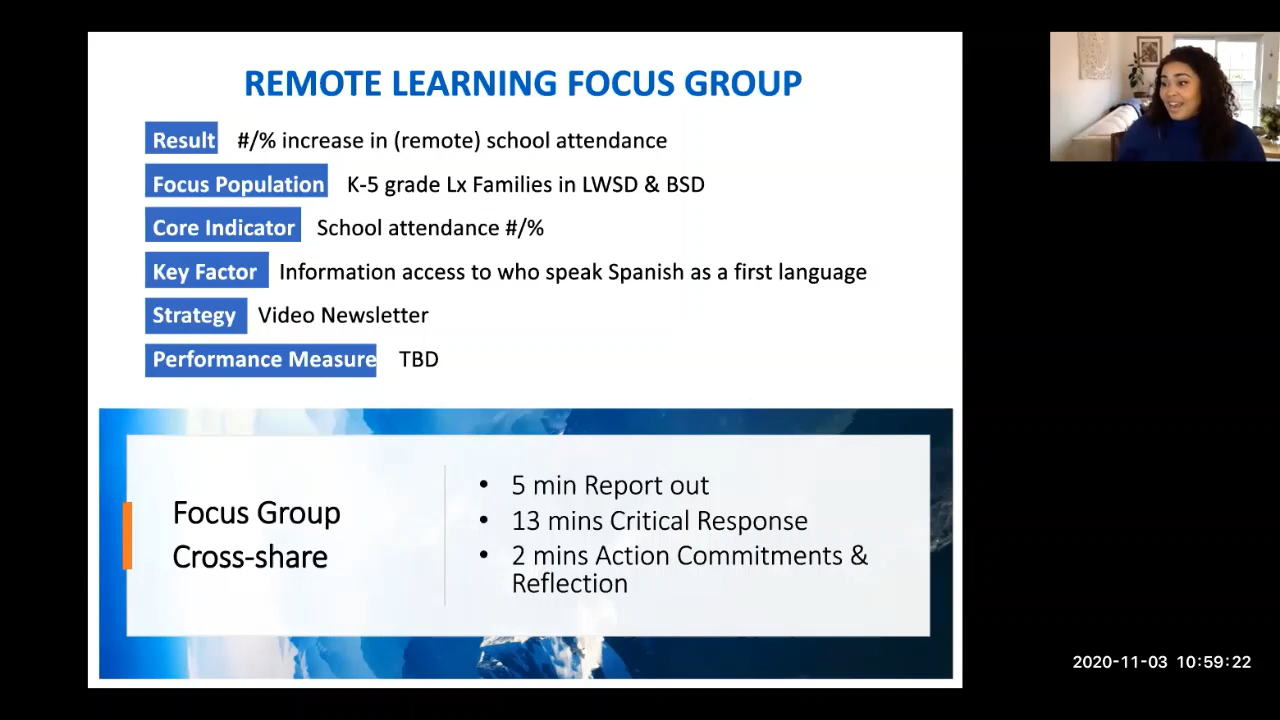 REMOTE LEARNING FOCUS GROUP
Result #/% increase in (remote) school attendance
Focus Population K-5 grade Lx Families in LWSD & BSD
Core Indicator School attendance #/%
Key Factor Information access to who speak Spanish as a first language
Strategy Video Newsletter
Performance Measure TBD
Focus Group
Cross-share
• 5 min Report out
• 13 mins Critical Response
• 2 mins Action Commitments &
Reflection
2020-11-03 10:59:22